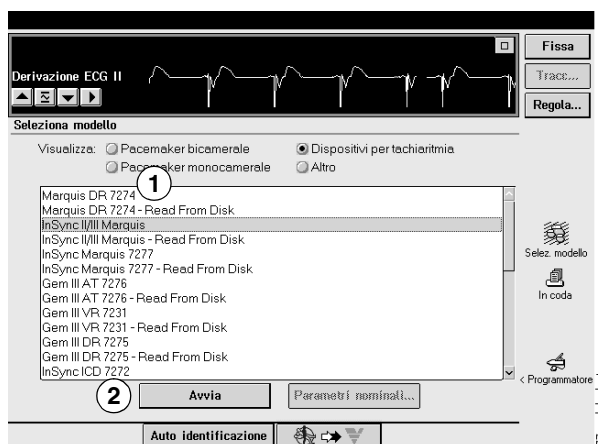 Fissa
Derivazione ECG II
Tracc...
Regola...
Seleziona modello
Visualizza: Pacemaker bicamerale Dispositivi per tachiaritmia
Pacemaker monocamerale Altro
1
Marquis DR 7274
Marquis DR 7274 - Read From Disk
InSync II/III Marquis
InSync II/III Marquis - Read From Disk
InSync Marquis 7277
InSync Marquis 7277 - Read From Disk
Gem III AT 7276
Gem III AT 7276 - Read From Disk
Gem III VR 7231
Gem III VR 7231 - Read From Disk
Gem III DR 7275
Gem III DR 7275 - Read From Disk
InSync ICD 7272
Selez. modello
In coda
< Programmatore
2
Avvia
Parametri nominali...
Auto identificazione